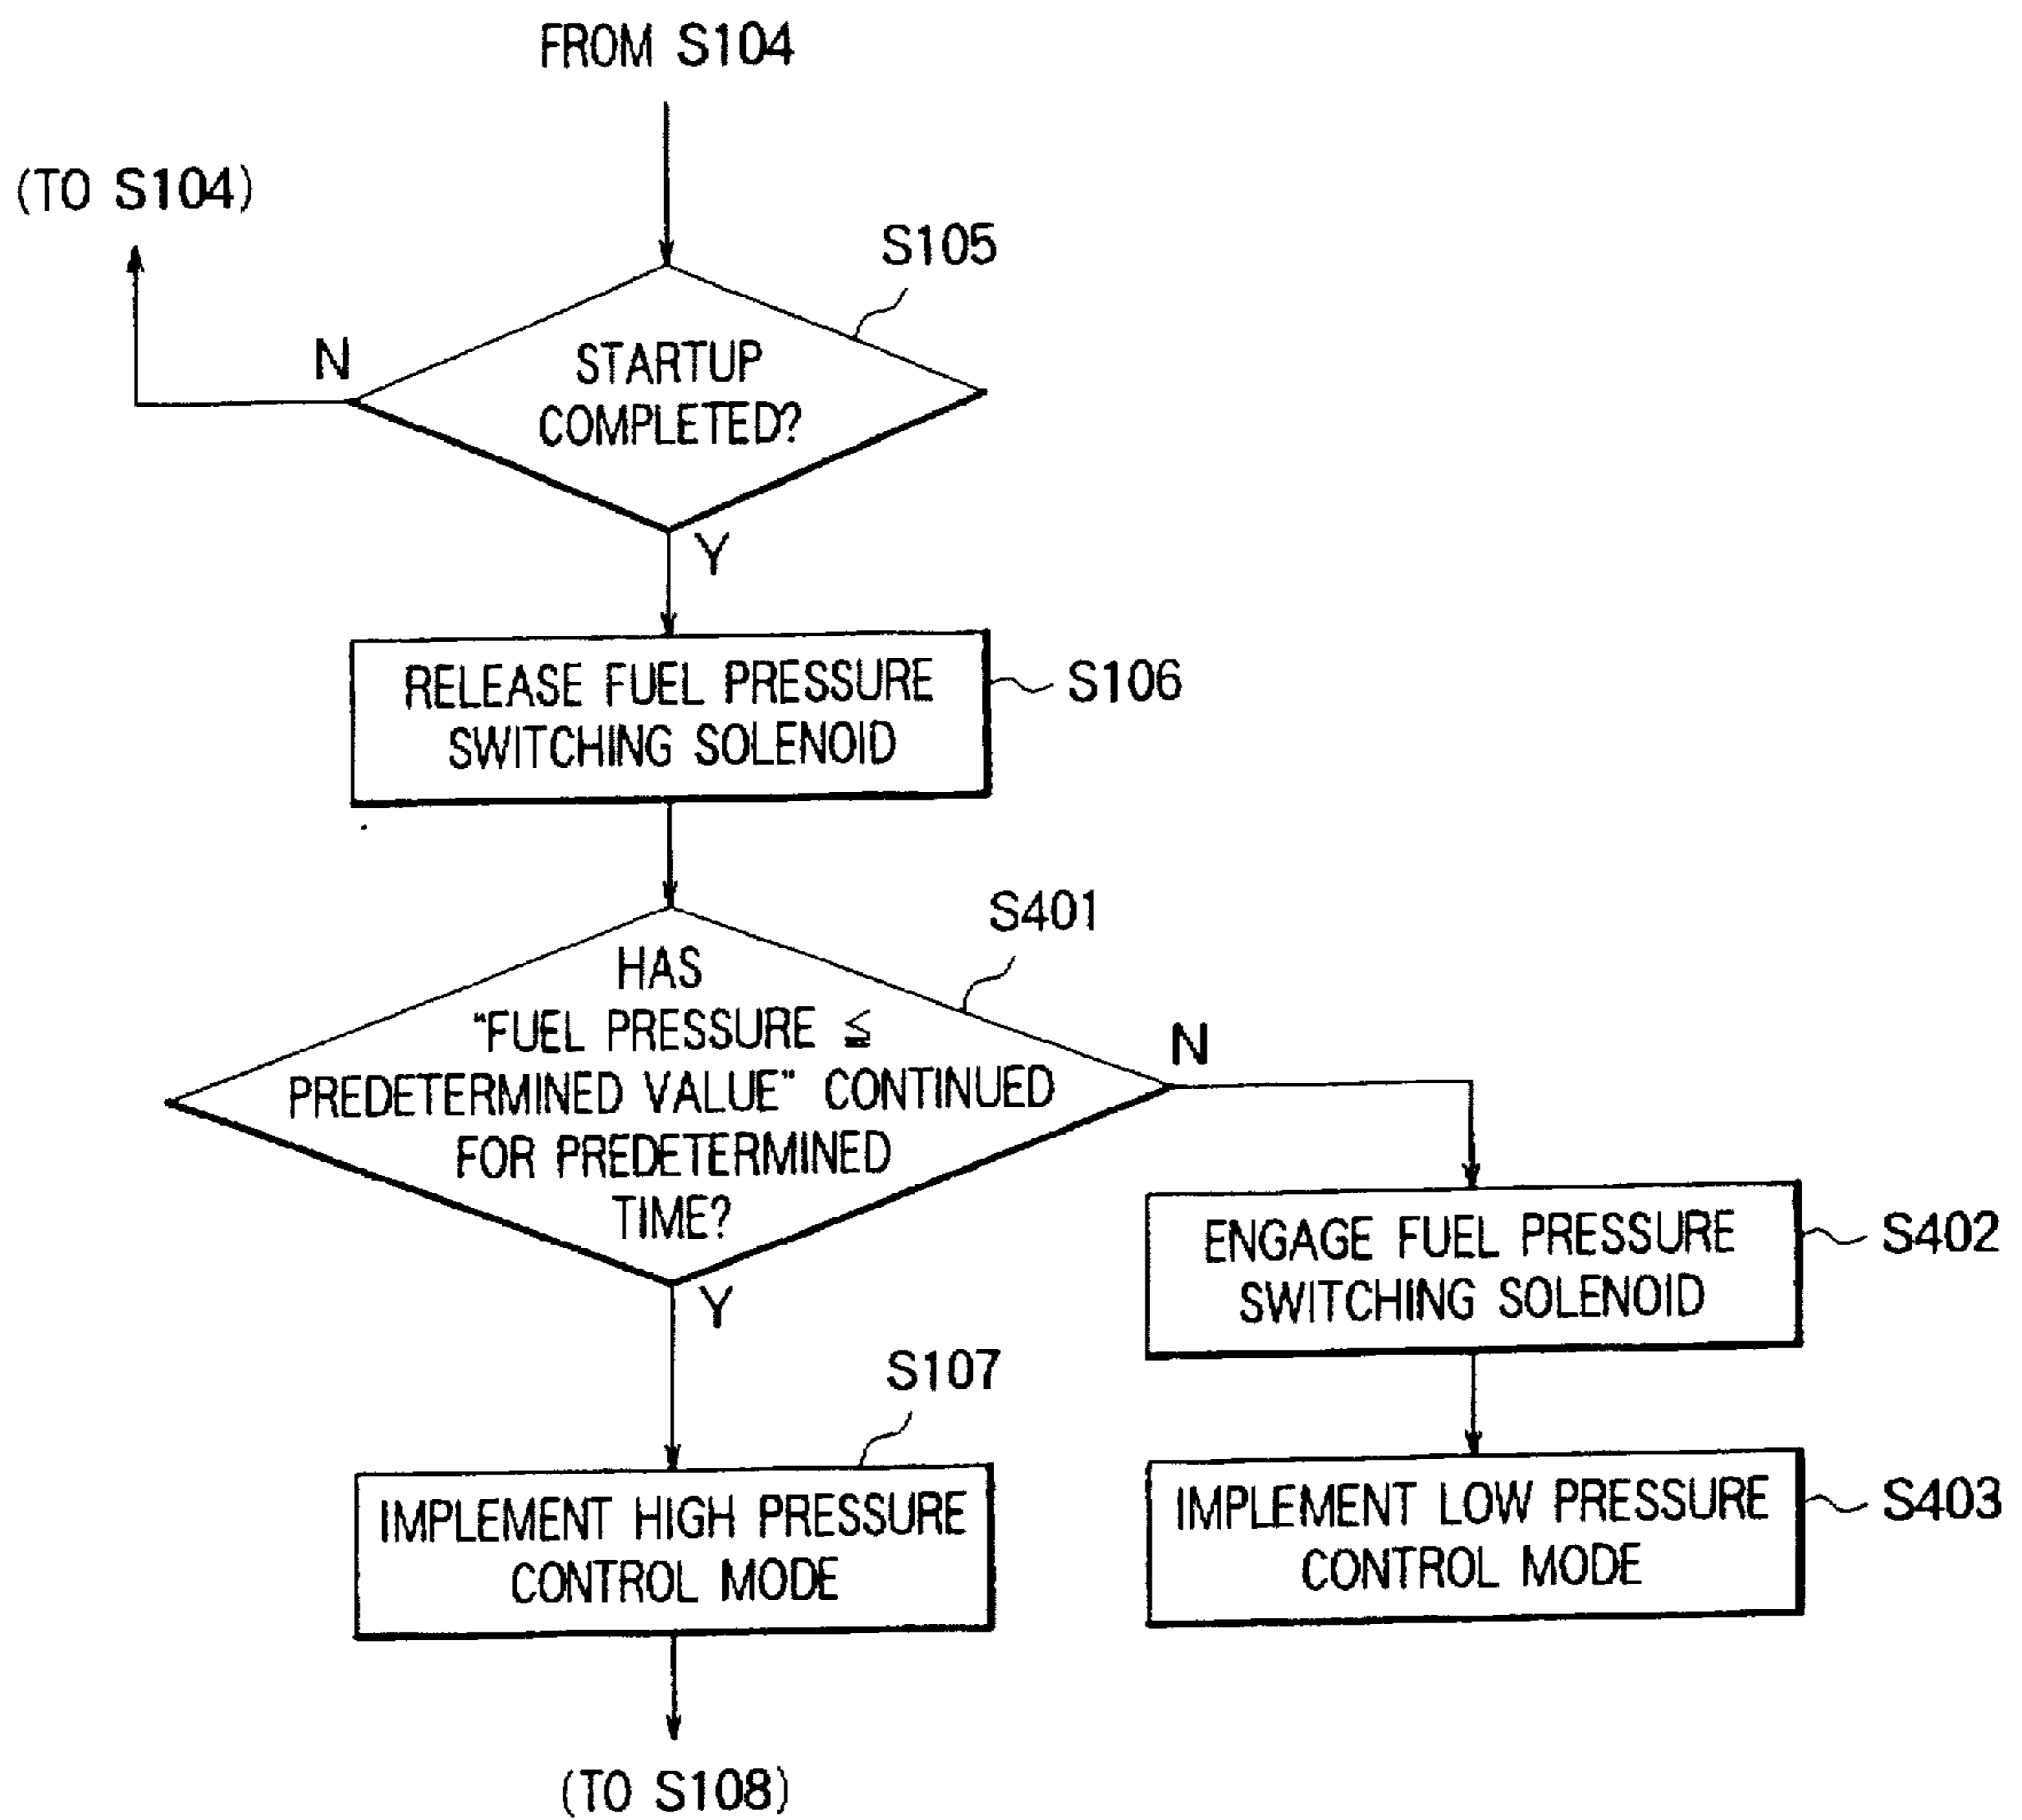 FROM S104
(TO S104)
S105
N
STARTUP
COMPLETED?
Y
RELEASE FUEL PRESSURE
SWITCHING SOLENOID
S106
S401
HAS
"FUEL PRESSURE ≦
PREDETERMINED VALUE" CONTINUED
FOR PREDETERMINED
TIME?
N
Y
ENGAGE FUEL PRESSURE
SWITCHING SOLENOID
S402
S107
IMPLEMENT HIGH PRESSURE
CONTROL MODE
IMPLEMENT LOW PRESSURE
CONTROL MODE
S403
(TO S108)